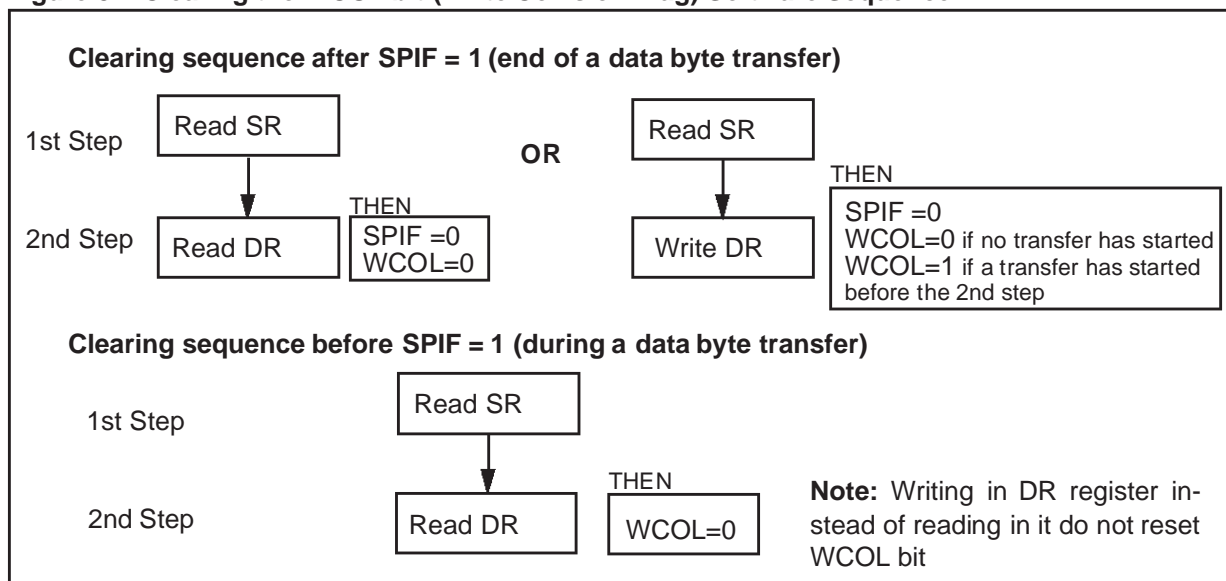 Clearing sequence after SPIF = 1 (end of a data byte transfer)
1st Step
Read SR
OR
Read SR
THEN
2nd Step
Read DR
THEN
SPIF =0
WCOL=0
Write DR
SPIF =0
WCOL=0 if no transfer has started
WCOL=1 if a transfer has started
before the 2nd step
Clearing sequence before SPIF = 1 (during a data byte transfer)
1st Step
Read SR
2nd Step
Read DR
THEN
WCOL=0
Note: Writing in DR register in-
stead of reading in it do not reset
WCOL bit